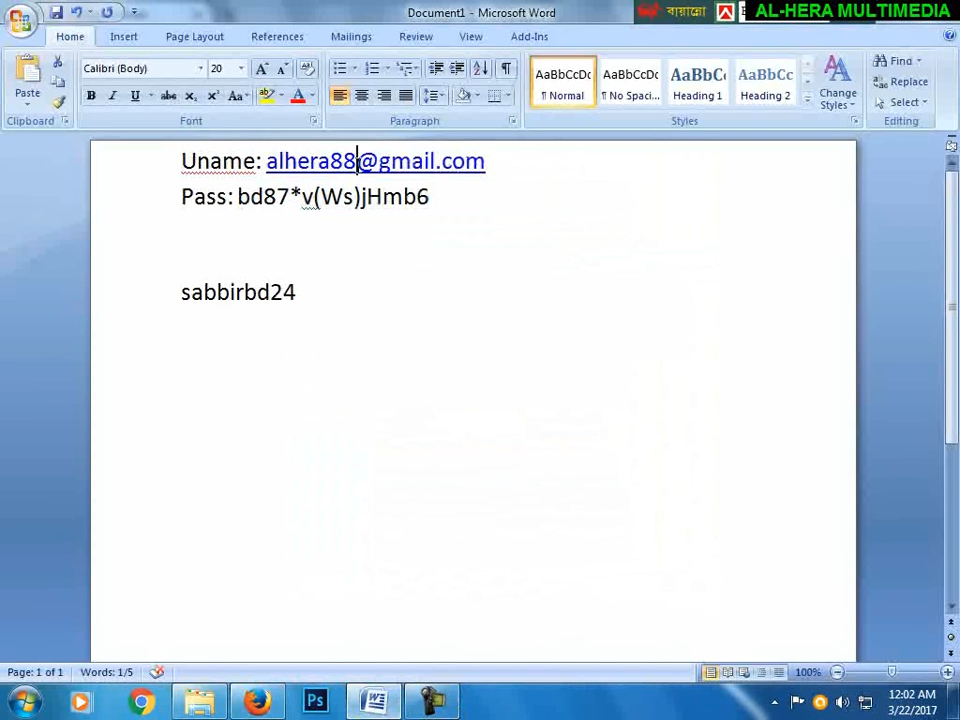 Document1 - Microsoft Word
বায়ান্নো
AL-HERA MULTIMEDIA
Home Insert Page Layout References Mailings Review View Add-Ins
Paste
Calibri (Body) 20
AaBbCcDc AaBbCcDc AaBbC AaBbCc
¶ Normal ¶ No Spaci... Heading 1 Heading 2
Change Styles
Find
Replace
Select
Clipboard Font Paragraph Styles Editing
Uname: alhera88@gmail.com
Pass: bd87*v(Ws)jHmb6
sabbirbd24
Page: 1 of 1 Words: 1/5 100%
12:02 AM
3/22/2017